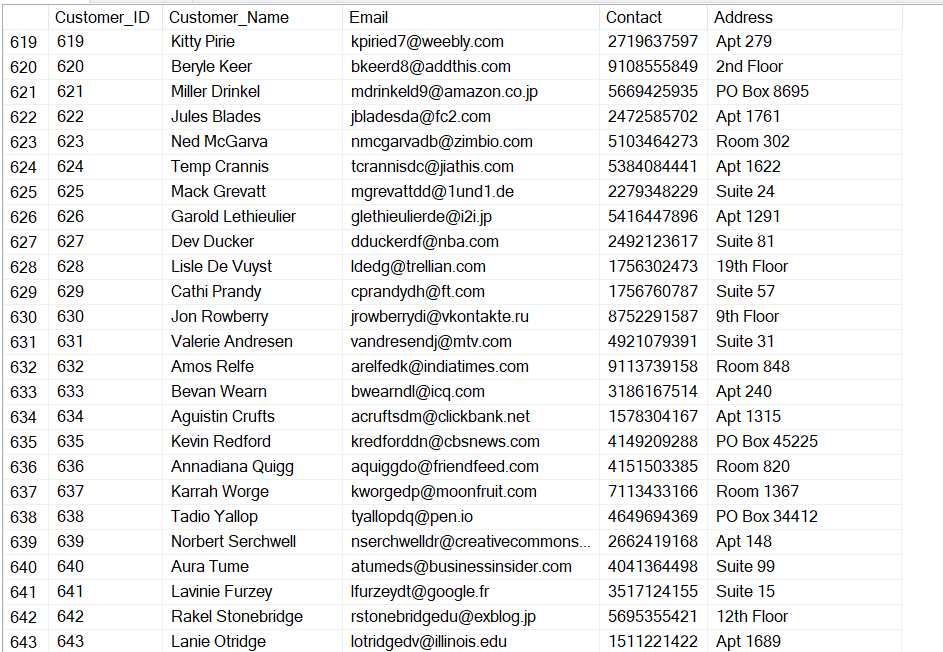 Customer_ID Customer_Name Email Contact Address
619 619 Kitty Pirie kpiried7@weebly.com 2719637597 Apt 279
620 620 Beryle Keer bkeerd8@addthis.com 9108555849 2nd Floor
621 621 Miller Drinkel mdrinkeld9@amazon.co.jp 5669425935 PO Box 8695
622 622 Jules Blades jbladesda@fc2.com 2472585702 Apt 1761
623 623 Ned McGarva nmcgarvadb@zimbio.com 5103464273 Room 302
624 624 Temp Crannis tcrannisdc@jiathis.com 5384084441 Apt 1622
625 625 Mack Grevatt mgrevattdd@1und1.de 2279348229 Suite 24
626 626 Garold Lethieulier glethieulierde@i2i.jp 5416447896 Apt 1291
627 627 Dev Ducker dduckerdf@nba.com 2492123617 Suite 81
628 628 Lisle De Vuyst ldedg@trellian.com 1756302473 19th Floor
629 629 Cathi Prandy cprandydh@ft.com 1756760787 Suite 57
630 630 Jon Rowberry jrowberrydi@vkontakte.ru 8752291587 9th Floor
631 631 Valerie Andresen vandresendj@mtv.com 4921079391 Suite 31
632 632 Amos Relfe arelfedk@indiatimes.com 9113739158 Room 848
633 633 Bevan Wearn bwearndl@icq.com 3186167514 Apt 240
634 634 Aguistin Crufts acruftsdm@clickbank.net 1578304167 Apt 1315
635 635 Kevin Redford kredforddn@cbsnews.com 4149209288 PO Box 45225
636 636 Annadiana Quigg aquiggdo@friendfeed.com 4151503385 Room 820
637 637 Karrah Worge kworgedp@moonfruit.com 7113433166 Room 1367
638 638 Tadio Yallop tyallopdq@pen.io 4649694369 PO Box 34412
639 639 Norbert Serchwell nserchwelldr@creativecommons... 2662419168 Apt 148
640 640 Aura Tume atumeds@businessinsider.com 4041364498 Suite 99
641 641 Lavinie Furzey lfurzeydt@google.fr 3517124155 Suite 15
642 642 Rakel Stonebridge rstonebridgedu@exblog.jp 5695355421 12th Floor
643 643 Lanie Otridge lotridgedv@illinois.edu 1511221422 Apt 1689